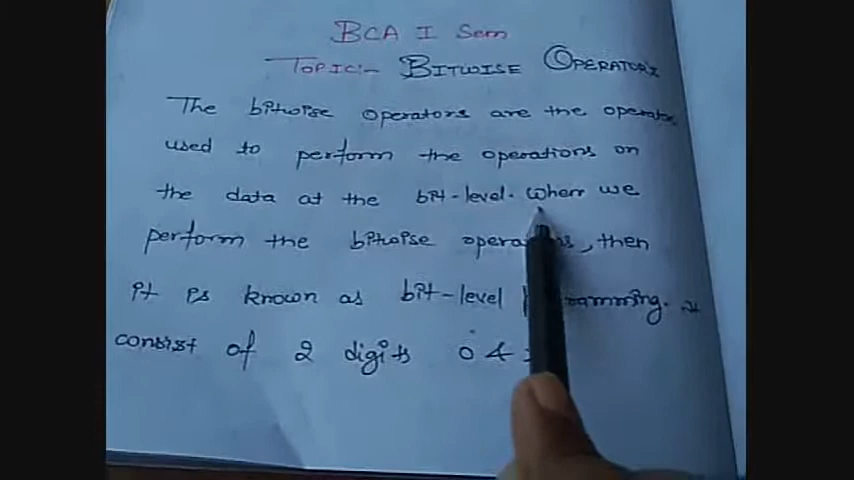 BCA I Sem
Topic:- Bitwise Operators
The bitwise operators are the operators
used to perform the operations on
the data at the bit-level. When we
perform the bitwise , then
it is known as bit-level It
consist of 2 digits 0 &